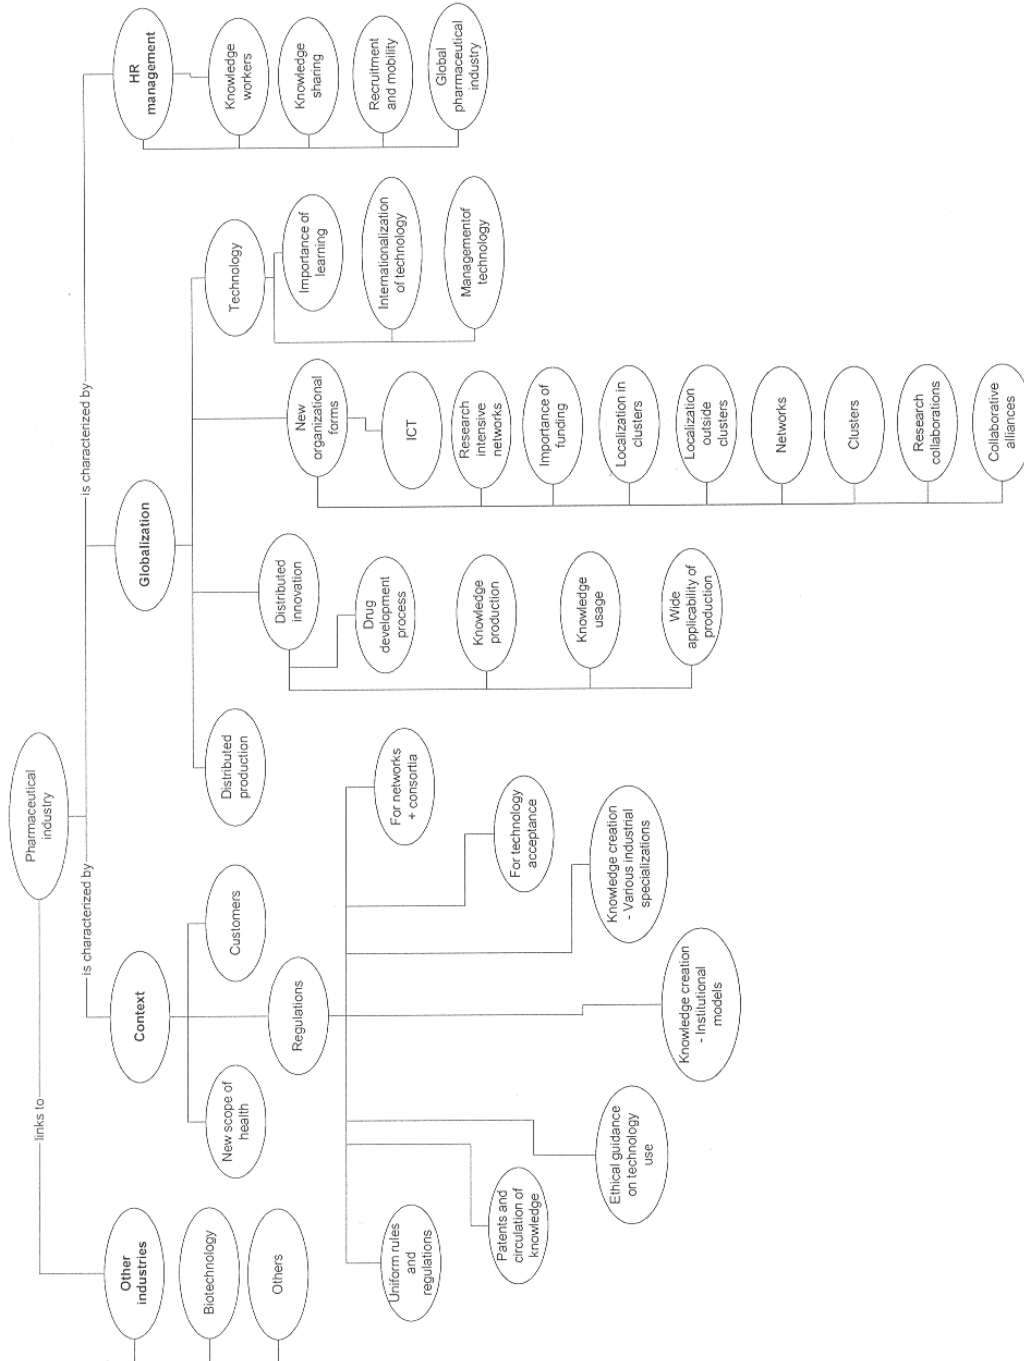 Pharmaceutical
industry
links to
is characterized by
is characterized by
Other
industries
Biotechnology
Others
Context
New scope of
health
Customers
Regulations
Uniform rules
and
regulations
Patents and
circulation of
knowledge
Ethical guidance
on technology
use
Knowledge creation
- Institutional
models
Knowledge creation
- Various industrial
specializations
For technology
acceptance
For networks
+ consortia
Globalization
Distributed
production
Distributed
innovation
Drug
development
process
Knowledge
production
Knowledge
usage
Wide
applicability of
production
New
organizational
forms
ICT
Research
intensive
networks
Importance of
funding
Localization in
clusters
Localization
outside
clusters
Networks
Clusters
Research
collaborations
Collaborative
alliances
Technology
Importance of
learning
Internationalization
of technology
Managementof
technology
HR
management
Knowledge
workers
Knowledge
sharing
Recruitment
and mobility
Global
pharmaceutical
industry